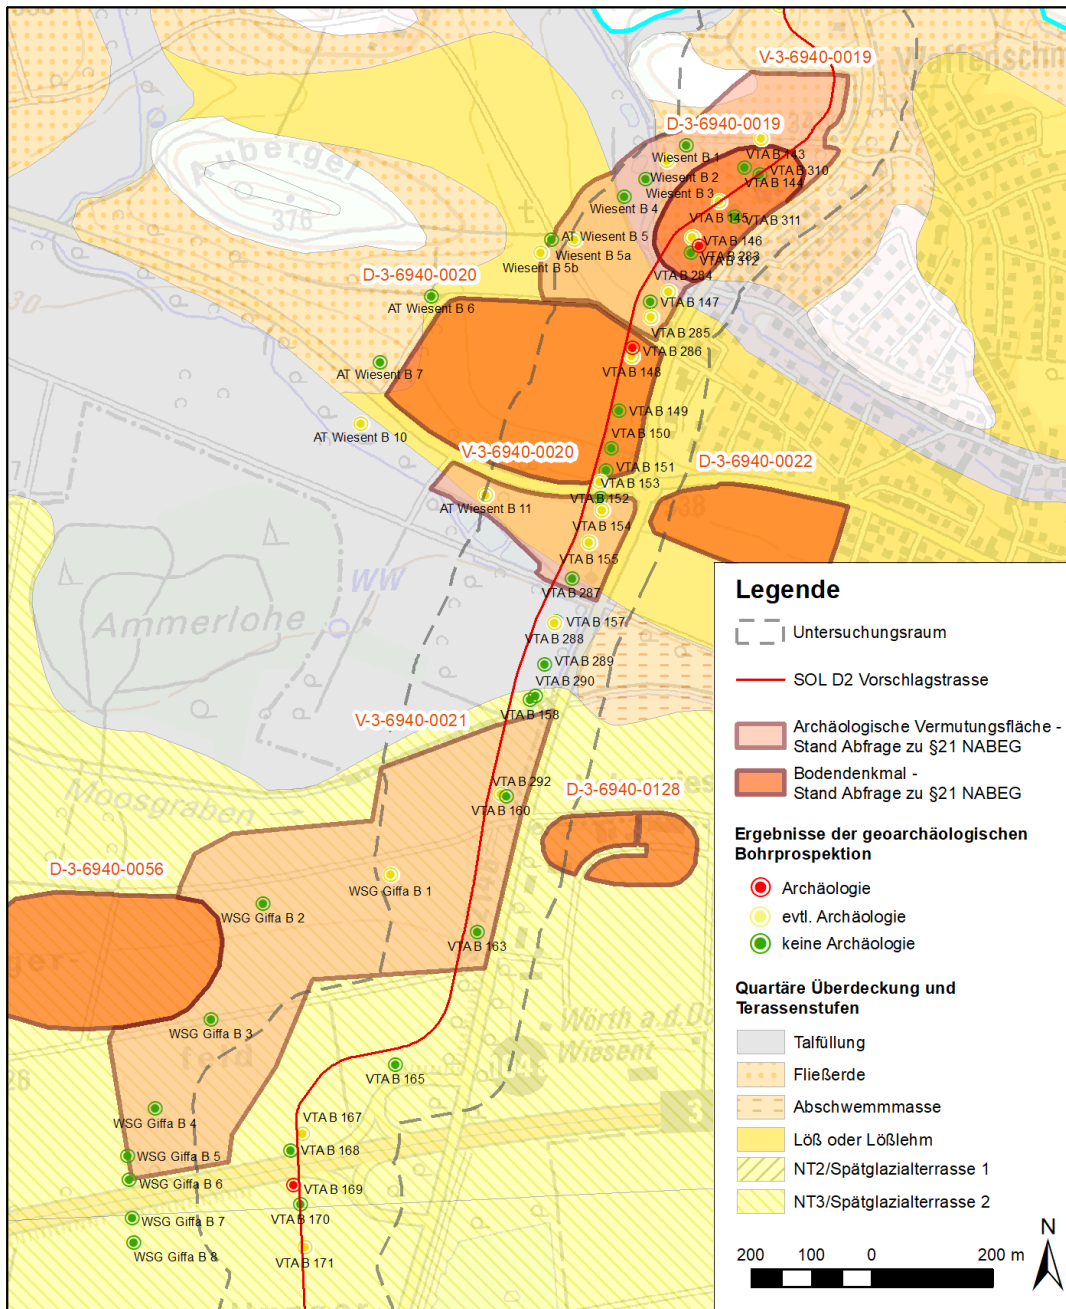 V-3-6940-0019
D-3-6940-0019
Wiesent B 1
VTA B 143
Wiesent B 2
VTA B 310
VTA B 144
Wiesent B 3
Wiesent B 4
VTA B 145
VTA B 311
Auberger
376
AT Wiesent B 5
VTA B 146
Wiesent B 5a
VTA B 283
VTA B 312
Wiesent B 5b
D-3-6940-0020
VTA B 284
AT Wiesent B 6
VTA B 147
VTA B 285
VTA B 286
AT Wiesent B 7
VTA B 148
VTA B 149
AT Wiesent B 10
VTA B 150
V-3-6940-0020
D-3-6940-0022
VTA B 151
VTA B 153
AT Wiesent B 11
VTA B 152
338
VTA B 154
VTA B 155
WW
VTA B 287
Ammerlohe
VTA B 157
VTA B 288
VTA B 289
VTA B 290
V-3-6940-0021
VTA B 158
Moosgraben
VTA B 292
D-3-6940-0128
VTA B 160
D-3-6940-0056
WSG Giffa B 1
WSG Giffa B 2
VTA B 163
WSG Giffa B 3
feld
Wörth a.d.Do
Wiesent
VTA B 165
WSG Giffa B 4
3
VTA B 167
VTA B 168
WSG Giffa B 5
WSG Giffa B 6
VTA B 169
WSG Giffa B 7
VTA B 170
WSG Giffa B 8
VTA B 171
Legende
Untersuchungsraum
SOL D2 Vorschlagstrasse
Archäologische Vermutungsfläche -
Stand Abfrage zu §21 NABEG
Bodendenkmal -
Stand Abfrage zu §21 NABEG
Ergebnisse der geoarchäologischen
Bohrprospektion
Archäologie
evtl. Archäologie
keine Archäologie
Quartäre Überdeckung und
Terassenstufen
Talfüllung
Fließerde
Abschwemmmasse
Löß oder Lößlehm
NT2/Spätglazialterrasse 1
NT3/Spätglazialterrasse 2
N
200 100 0 200 m